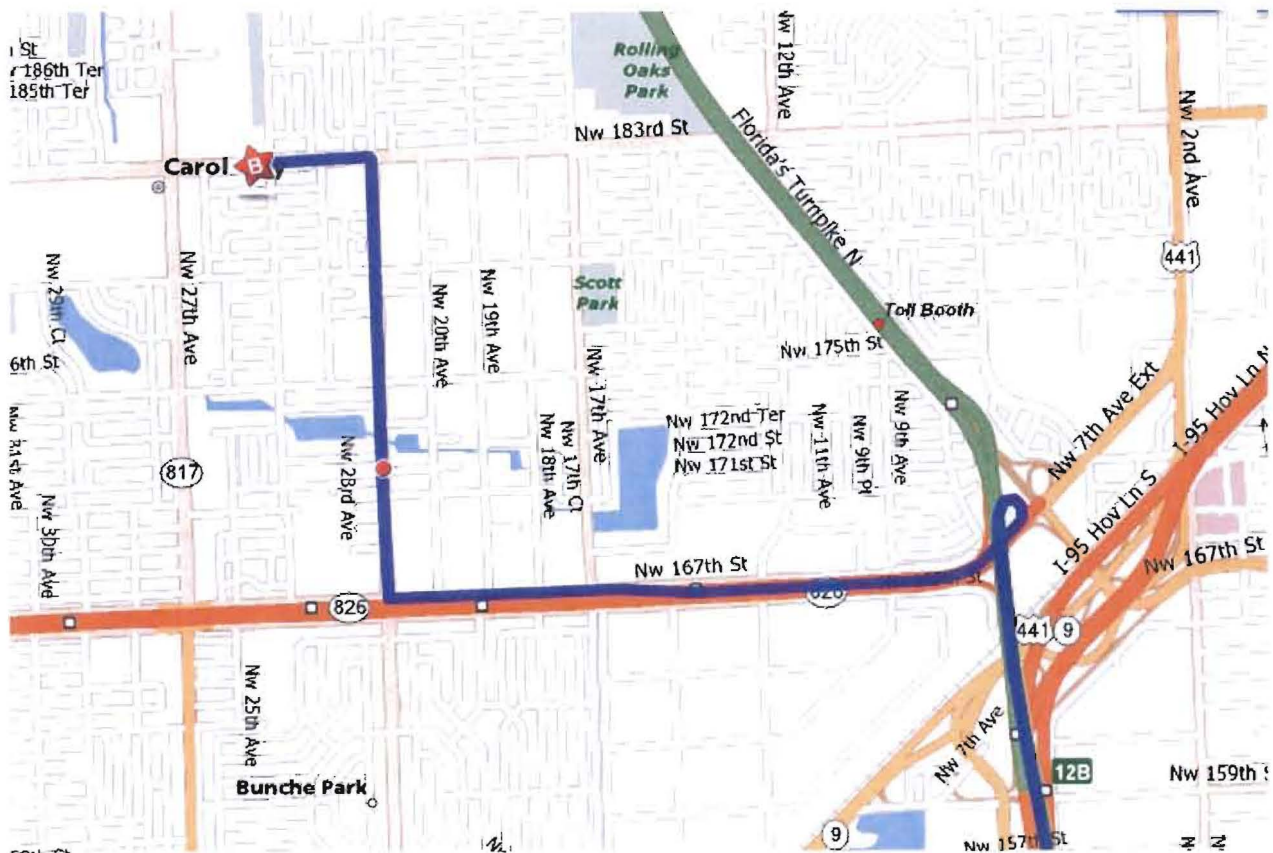 St
186th Ter
185th Ter
Rolling
Oaks
Park
Nw 12th Ave
Nw 183rd St
Carol
B
Florida's Turnpike N
Nw 2nd Ave
441
Nw 29th Ct
Nw 27th Ave
Nw 20th Ave
Nw 19th Ave
Scott
Park
Toll Booth
Nw 175th St
6th St
Nw 17th Ave
Nw 7th Ave Ext
I-95 Hov Ln N
Nw 31st Ave
817
Nw 23rd Ave
Nw 18th Ave
Nw 17th Ct
Nw 172nd Ter
Nw 172nd St
Nw 171st St
Nw 11th Ave
Nw 9th Pl
Nw 9th Ave
Nw 30th Ave
I-95 Hov Ln S
Nw 167th St
Nw 167th St
826
826
441
9
Nw 25th Ave
Nw 7th Ave
Bunche Park
12B
Nw 159th S
9
Nw 157th St